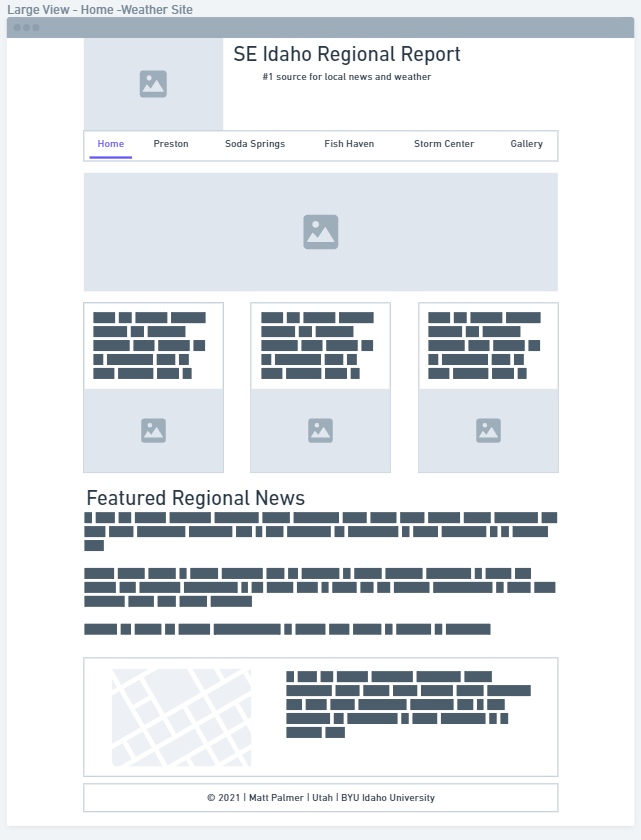 Large View - Home -Weather Site
SE Idaho Regional Report
#1 source for local news and weather
Home Preston Soda Springs Fish Haven Storm Center Gallery
Featured Regional News
© 2021 | Matt Palmer | Utah | BYU Idaho University